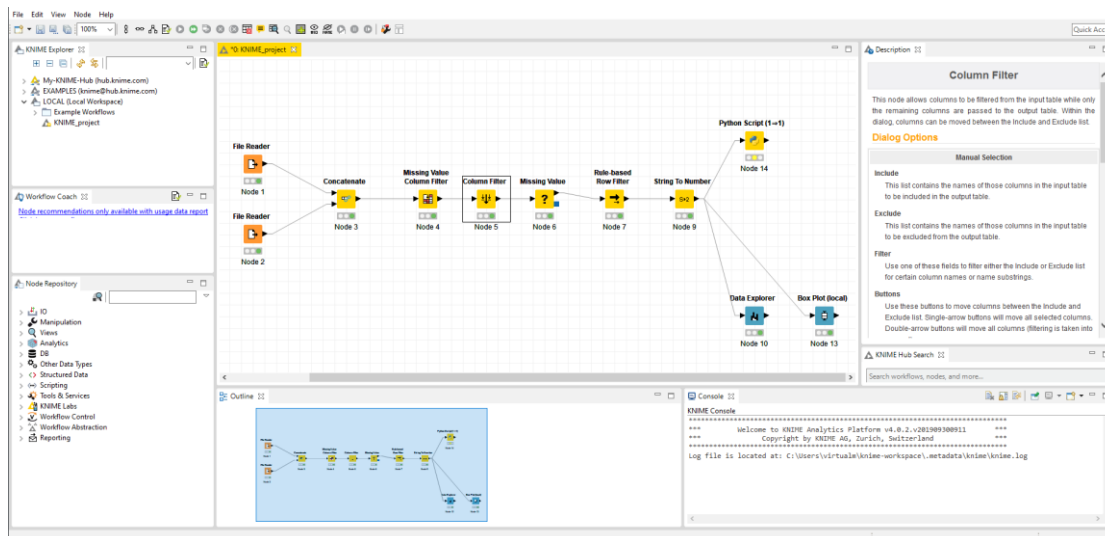 File Edit View Node Help
100%
Quick Acc
KNIME Explorer
My-KNIME-Hub (hub.knime.com)
EXAMPLES (knime@hub.knime.com)
LOCAL (Local Workspace)
Example Workflows
KNIME_project
Workflow Coach
Node recommendations only available with usage data report
Node Repository
IO
Manipulation
Views
Analytics
DB
Other Data Types
Structured Data
Scripting
Tools & Services
KNIME Labs
Workflow Control
Workflow Abstraction
Reporting
*0: KNIME_project
File Reader
Node 1
File Reader
Node 2
Concatenate
Node 3
Missing Value
Column Filter
Node 4
Column Filter
Node 5
Missing Value
?
Node 6
Rule-based
Row Filter
Node 7
String To Number
S+2
Node 9
Python Script (1⇒1)
Node 14
Data Explorer
Node 10
Box Plot (local)
Node 13
Description
Column Filter
This node allows columns to be filtered from the input table while only
the remaining columns are passed to the output table. Within the
dialog, columns can be moved between the Include and Exclude list.
Dialog Options
Manual Selection
Include
This list contains the names of those columns in the input table
to be included in the output table.
Exclude
This list contains the names of those columns in the input table
to be excluded from the output table.
Filter
Use one of these fields to filter either the Include or Exclude list
for certain column names or name substrings.
Buttons
Use these buttons to move columns between the Include and
Exclude list. Single-arrow buttons will move all selected columns.
Double-arrow buttons will move all columns (filtering is taken into
KNIME Hub Search
Search workflows, nodes, and more...
Outline
Console
KNIME Console
***********************************************************************
*** Welcome to KNIME Analytics Platform v4.0.2.v201909300911 ***
*** Copyright by KNIME AG, Zurich, Switzerland ***
***********************************************************************
Log file is located at: C:\Users\virtualm\knime-workspace\.metadata\knime\knime.log